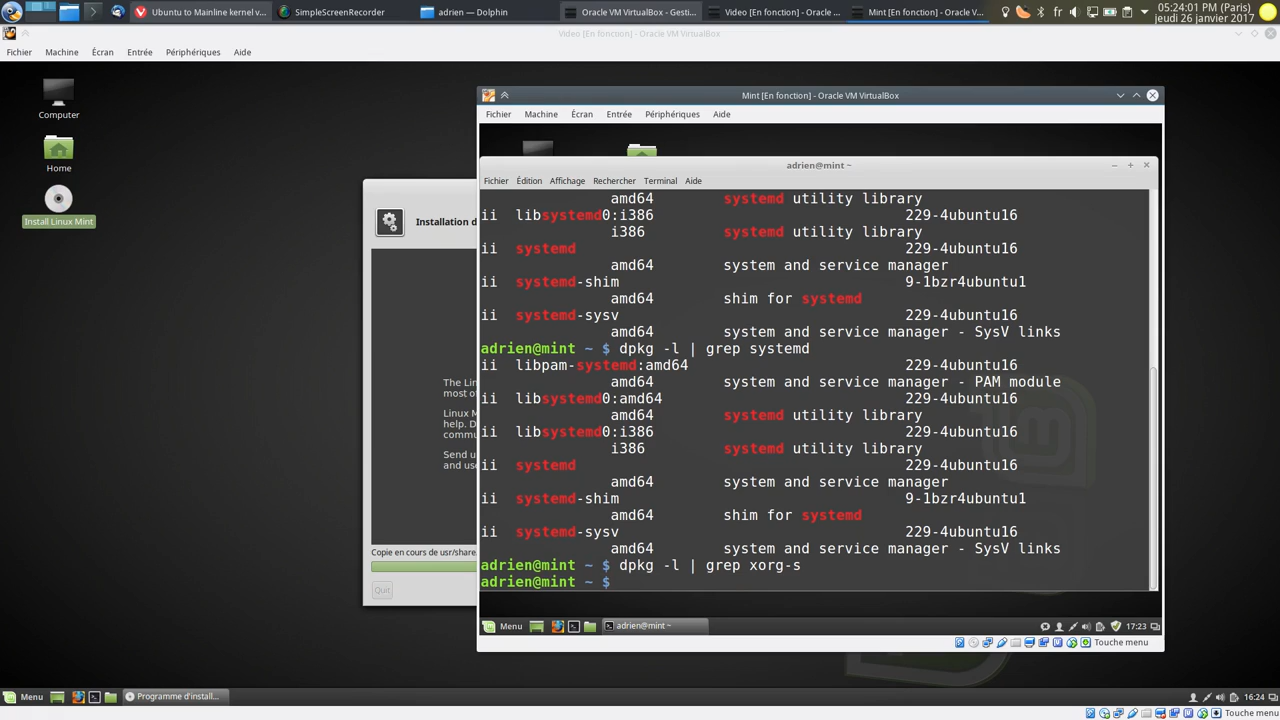 Ubuntu to Mainline kernel v...
SimpleScreenRecorder
adrien — Dolphin
Oracle VM VirtualBox - Gesti...
Video [En fonction] - Oracle ...
Mint [En fonction] - Oracle V...
fr
05:24:01 PM (Paris)
jeudi 26 janvier 2017
Video [En fonction] - Oracle VM VirtualBox
Fichier Machine Écran Entrée Périphériques Aide
Computer
Home
Install Linux Mint
Installation d
The Lin
most o
Linux M
help. D
commu
Send u
and use
Copie en cours de usr/share
Quit
Mint [En fonction] - Oracle VM VirtualBox
Fichier Machine Écran Entrée Périphériques Aide
adrien@mint ~
Fichier Édition Affichage Rechercher Terminal Aide
amd64 systemd utility library
ii libsystemd0:i386 229-4ubuntu16
i386 systemd utility library
ii systemd 229-4ubuntu16
amd64 system and service manager
ii systemd-shim 9-1bzr4ubuntu1
amd64 shim for systemd
ii systemd-sysv 229-4ubuntu16
amd64 system and service manager - SysV links
adrien@mint ~ $ dpkg -l | grep systemd
ii libpam-systemd:amd64 229-4ubuntu16
amd64 system and service manager - PAM module
ii libsystemd0:amd64 229-4ubuntu16
amd64 systemd utility library
ii libsystemd0:i386 229-4ubuntu16
i386 systemd utility library
ii systemd 229-4ubuntu16
amd64 system and service manager
ii systemd-shim 9-1bzr4ubuntu1
amd64 shim for systemd
ii systemd-sysv 229-4ubuntu16
amd64 system and service manager - SysV links
adrien@mint ~ $ dpkg -l | grep xorg-s
adrien@mint ~ $
Menu adrien@mint ~ 17:23
Touche menu
Menu Programme d'install... 16:24
Touche menu